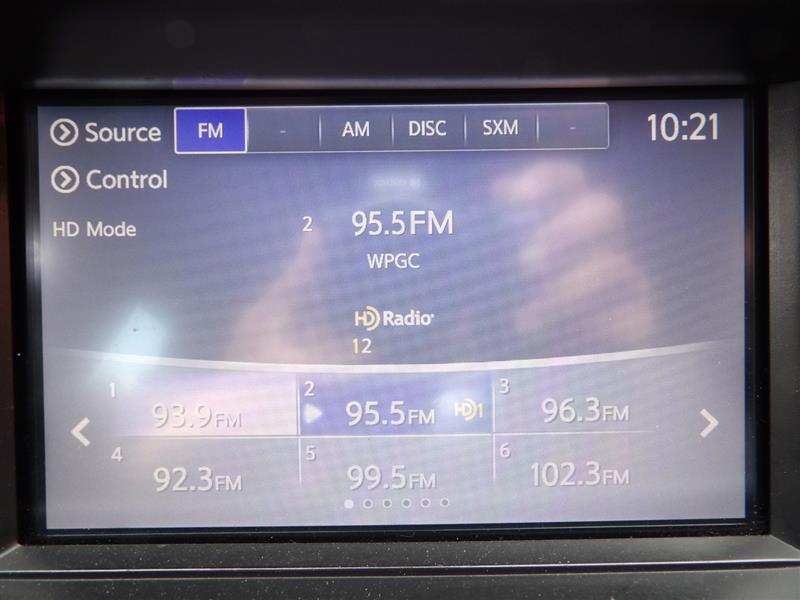 Source FM - AM DISC SXM - 10:21
Control
HD Mode 2 95.5FM
WPGC
HD Radio
12
1 2 3
93.9FM 95.5FM HD1 96.3FM
4 5 6
92.3FM 99.5FM 102.3FM